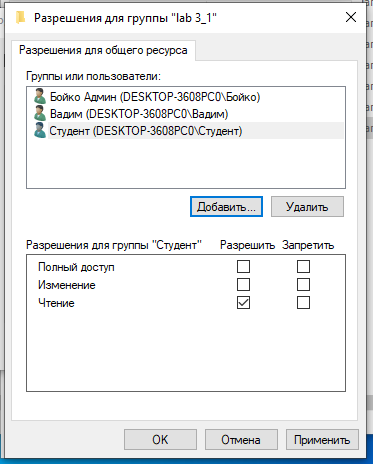 Разрешения для группы "lab 3_1"
Разрешения для общего ресурса
Группы или пользователи:
Бойко Админ (DESKTOP-3608PC0\Бойко)
Вадим (DESKTOP-3608PC0\Вадим)
Студент (DESKTOP-3608PC0\Студент)
Добавить... Удалить
Разрешения для группы "Студент" Разрешить Запретить
Полный доступ
Изменение
Чтение
OK Отмена Применить